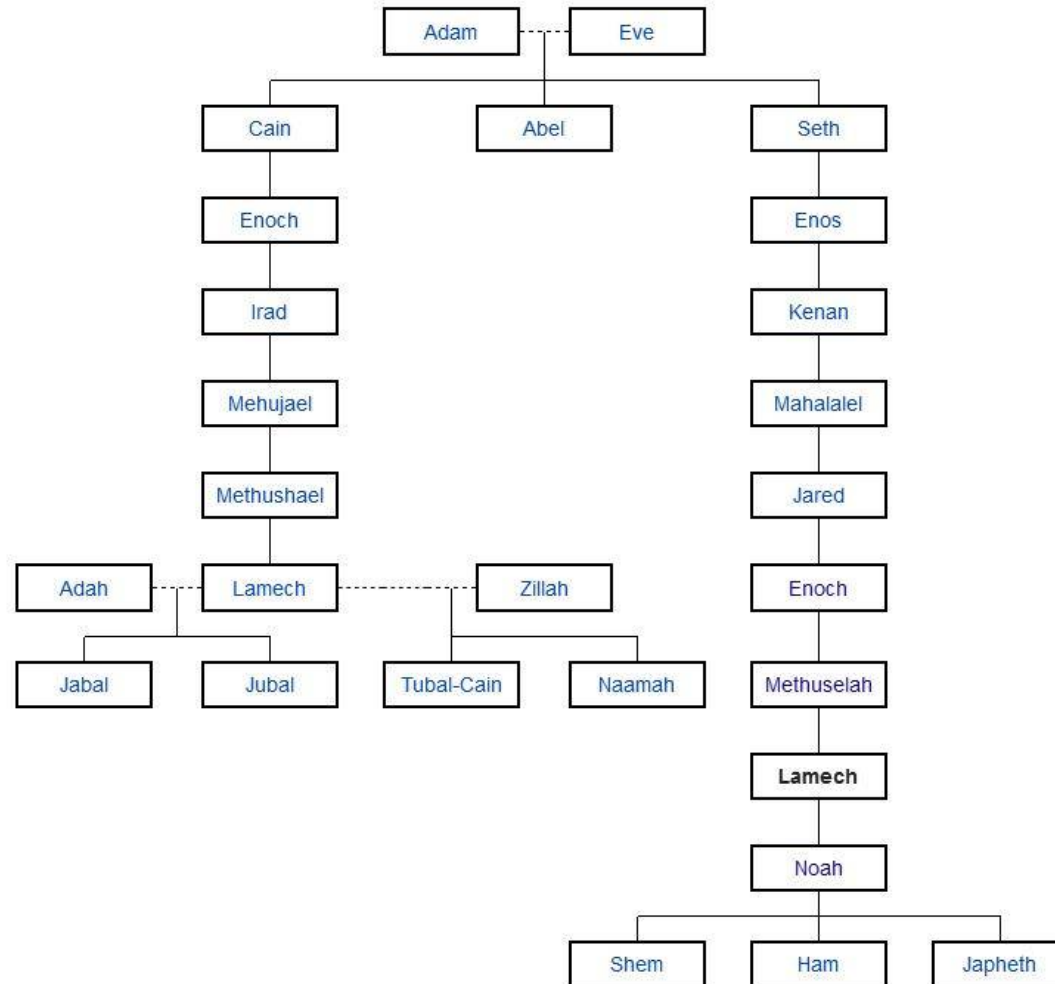 Adam Eve
Cain Abel Seth
Enoch Enos
Irad Kenan
Mehujael Mahalalel
Methushael Jared
Adah Lamech Zillah Enoch
Jabal Jubal Tubal-Cain Naamah Methuselah
Lamech
Noah
Shem Ham Japheth